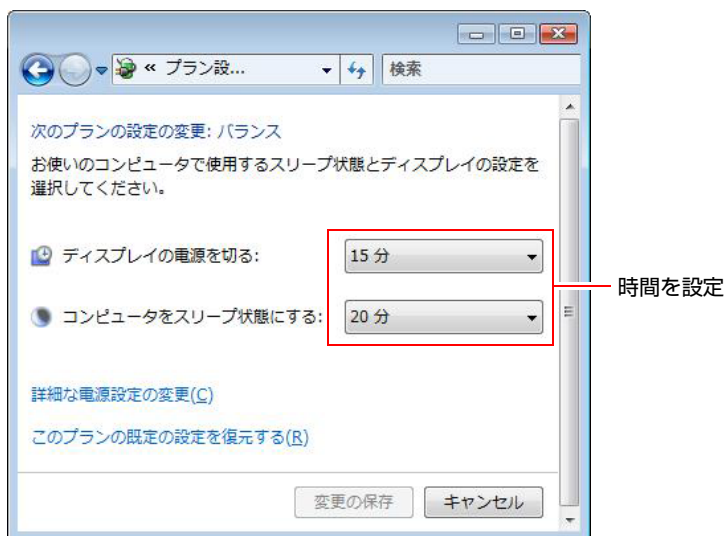 « プラン設...
検索
次のプランの設定の変更: バランス
お使いのコンピュータで使用するスリープ状態とディスプレイの設定を
選択してください。
ディスプレイの電源を切る:
15 分
時間を設定
コンピュータをスリープ状態にする:
20 分
詳細な電源設定の変更(C)
このプランの既定の設定を復元する(R)
変更の保存
キャンセル